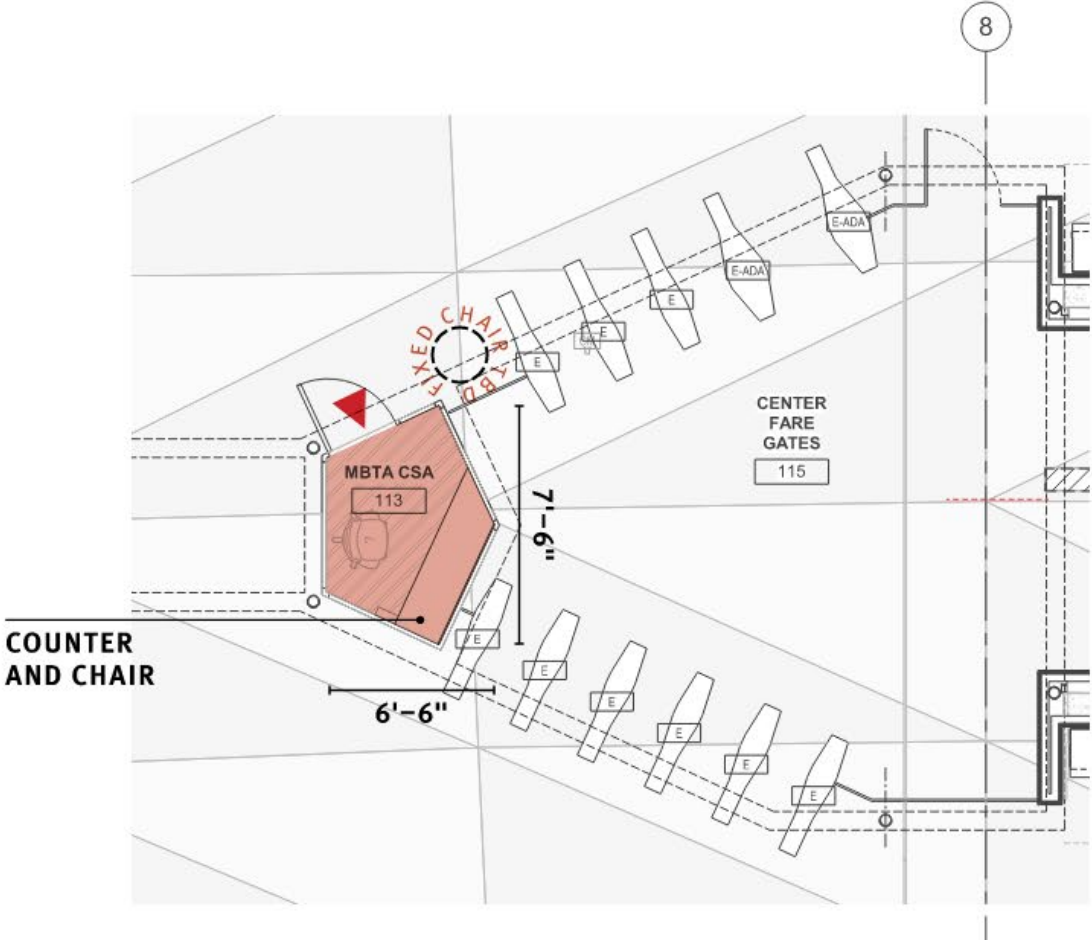 8
E-ADA
E-ADA
E
E
E
FIXED CHAIR TBD
CENTER
FARE
GATES
115
MBTA CSA
113
7'-6"
COUNTER
AND CHAIR
6'-6"
E
E
E
E
E
E